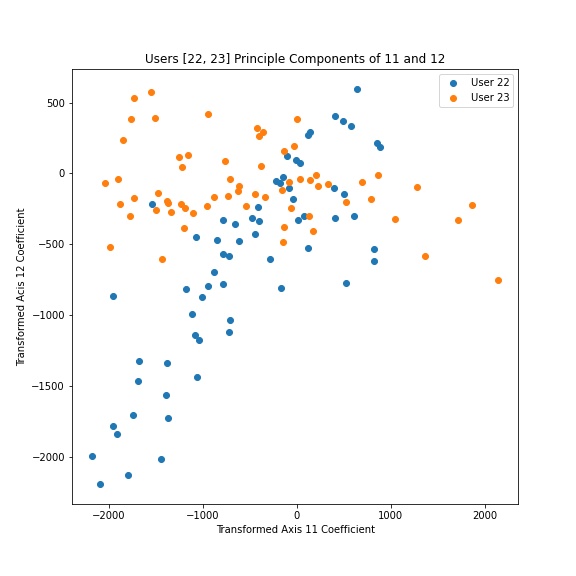 Users [22, 23] Principle Components of 11 and 12
User 22
User 23
500
0
−500
−1000
−1500
−2000
Transformed Acis 12 Coefficient
−2000
−1000
0
1000
2000
Transformed Axis 11 Coefficient